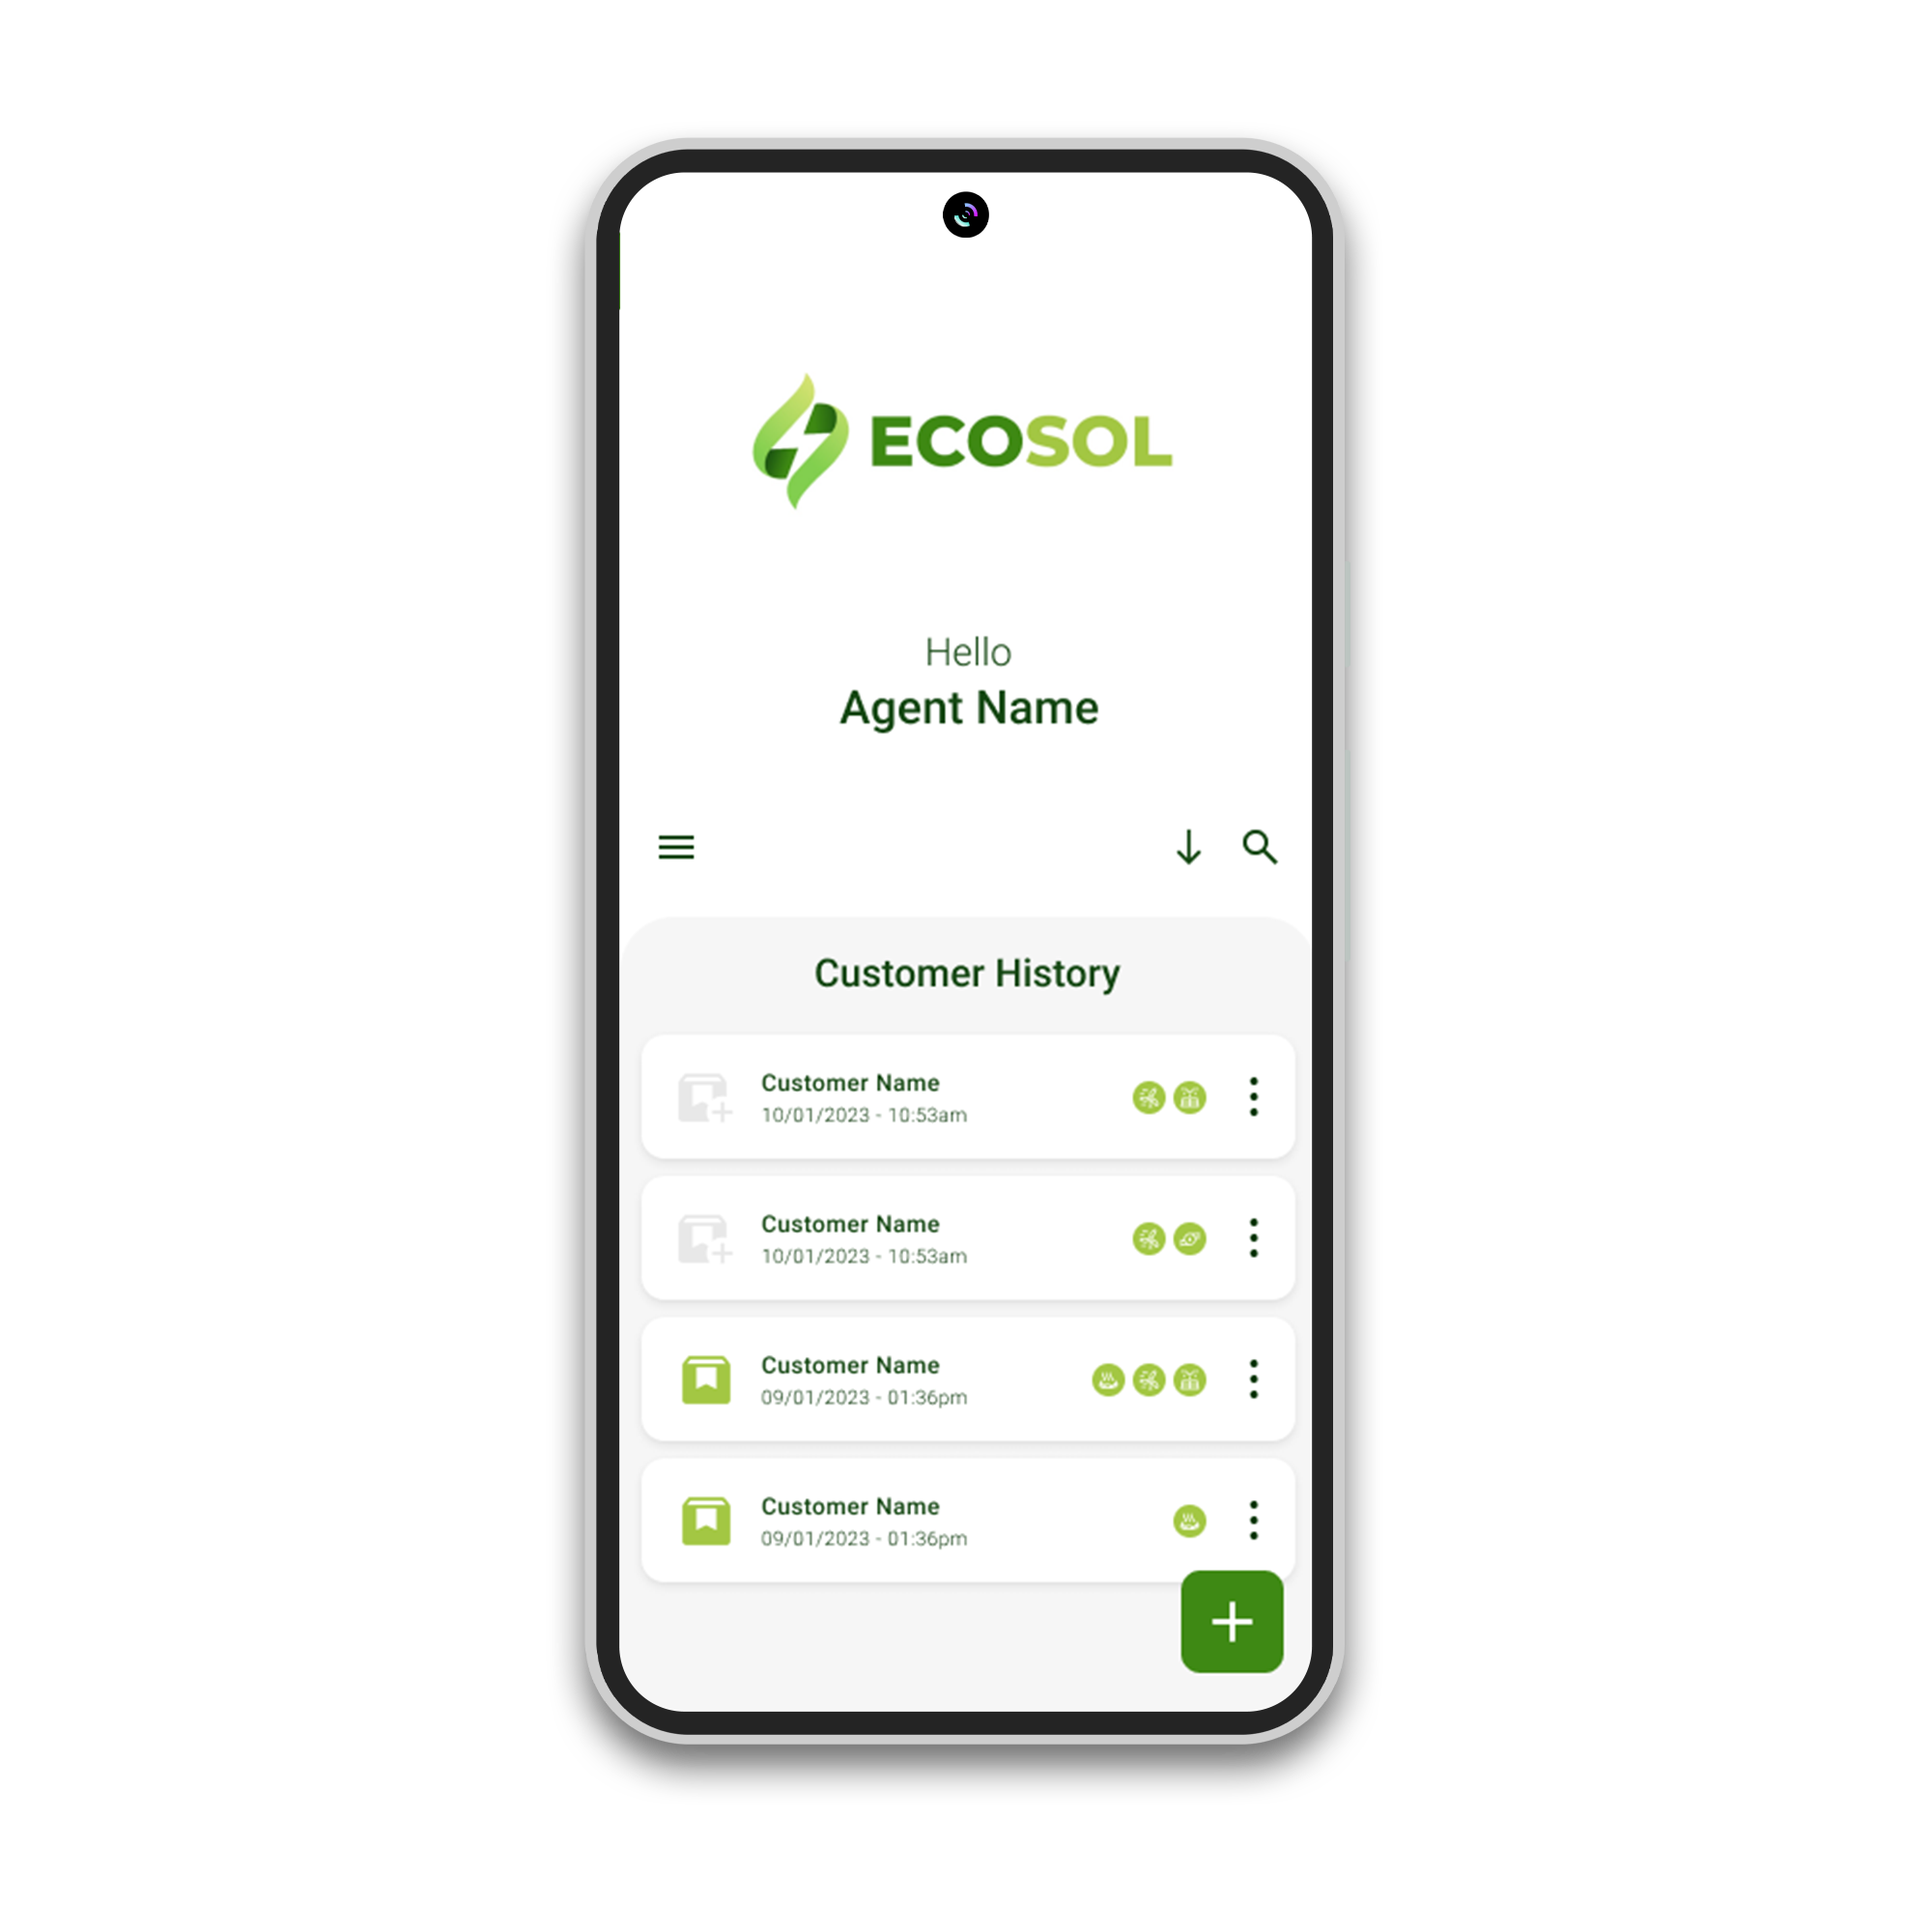 ECOSOL
Hello
Agent Name
Customer History
Customer Name
10/01/2023 - 10:53am
Customer Name
10/01/2023 - 10:53am
Customer Name
09/01/2023 - 01:36pm
Customer Name
09/01/2023 - 01:36pm